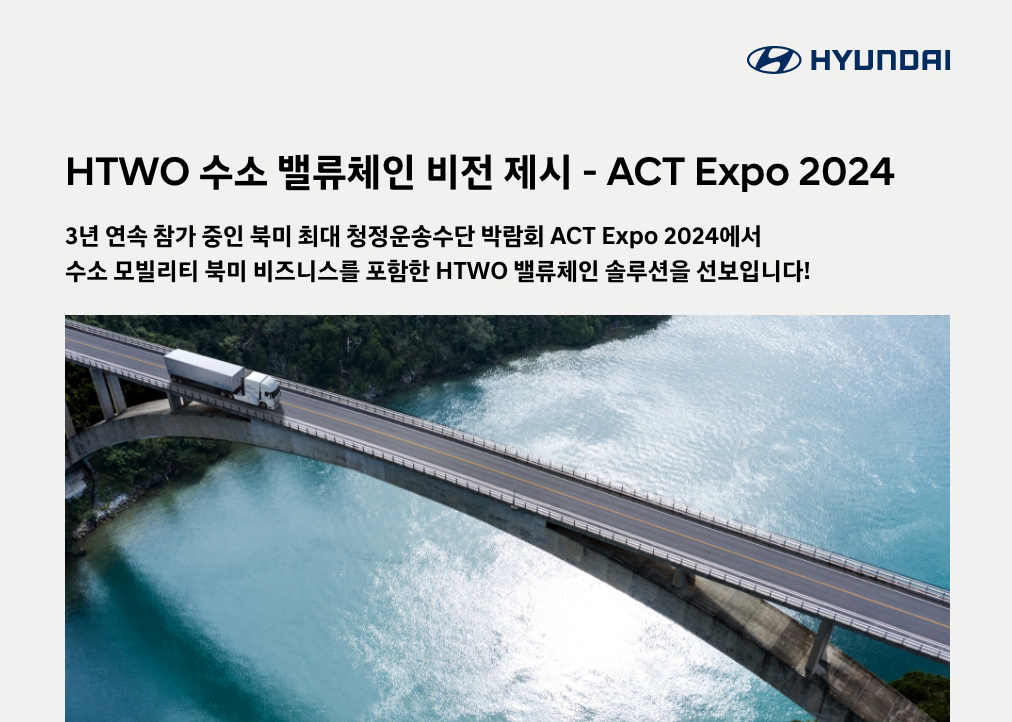 HYUNDAI
HTWO 수소 밸류체인 비전 제시 - ACT Expo 2024
3년 연속 참가 중인 북미 최대 청정운송수단 박람회 ACT Expo 2024에서
수소 모빌리티 북미 비즈니스를 포함한 HTWO 밸류체인 솔루션을 선보입니다!